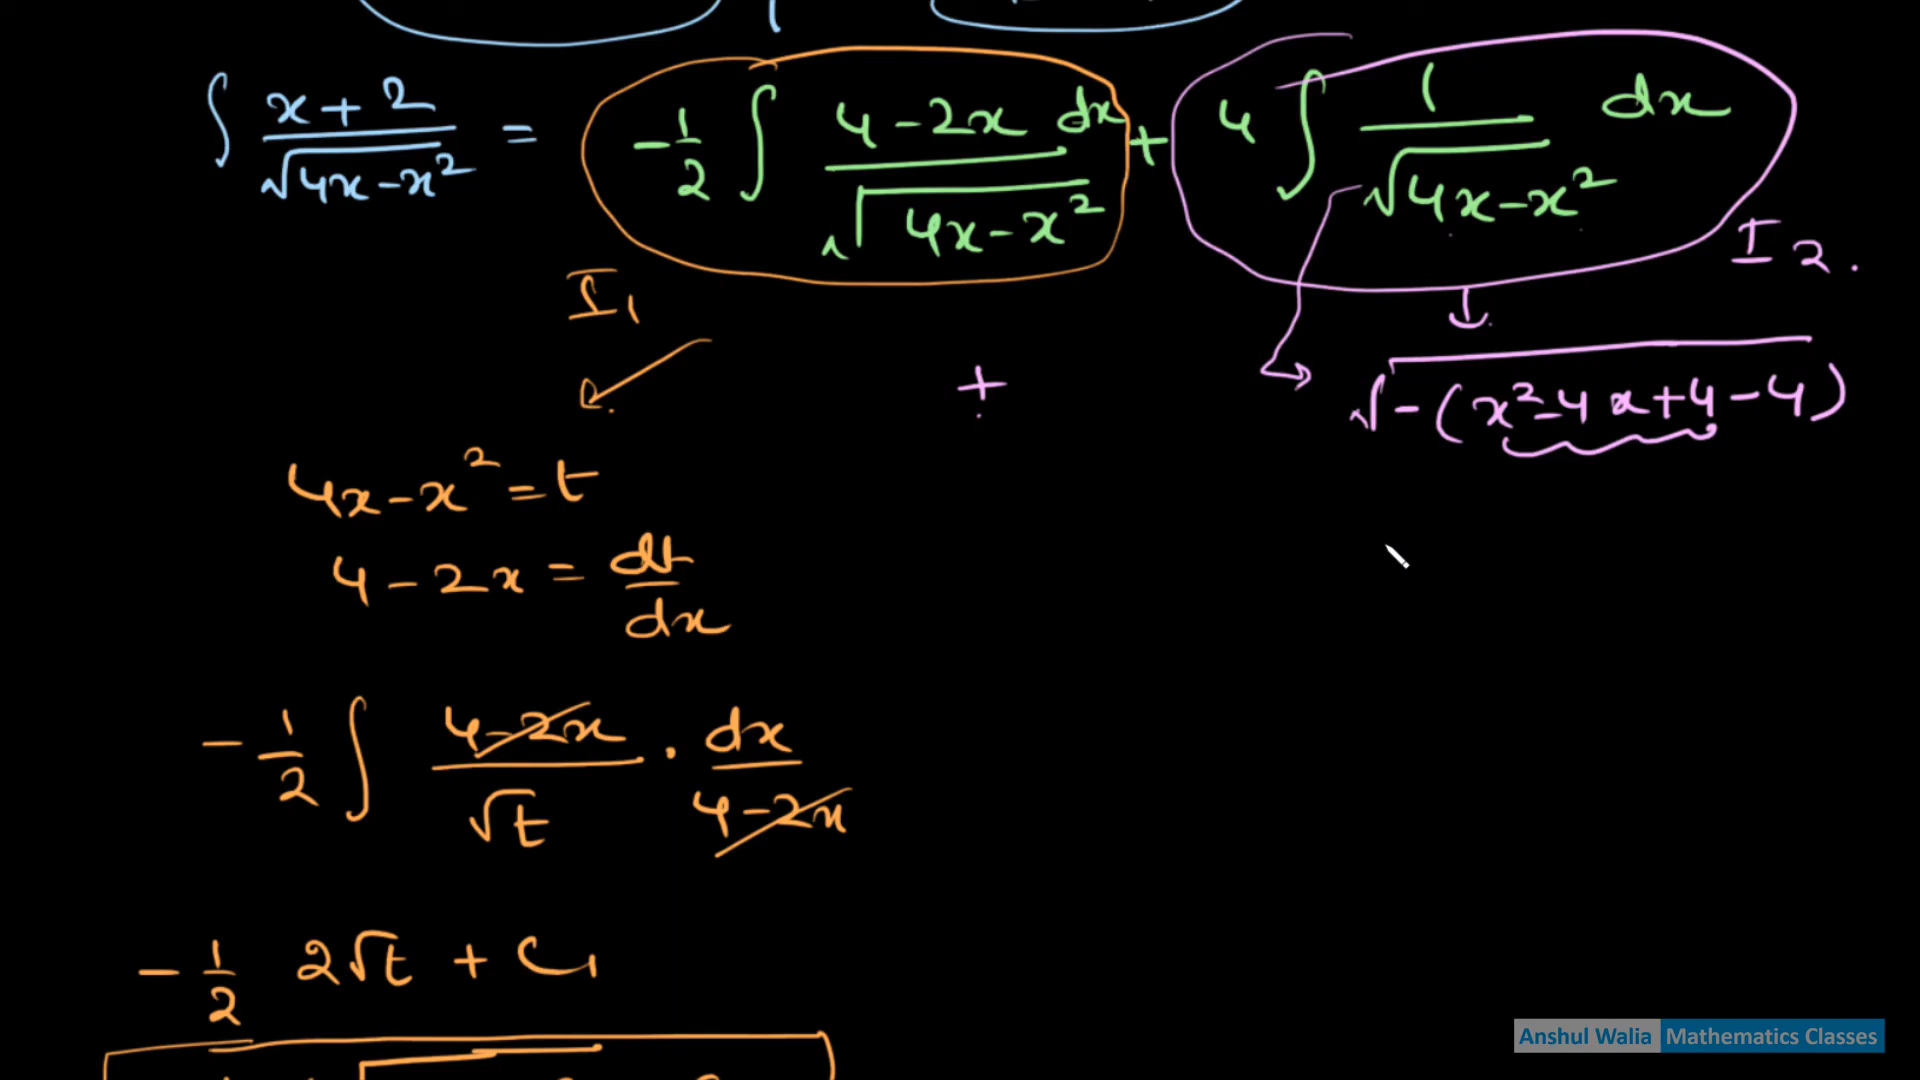 ∫ x+2 / √4x-x² = -1/2 ∫ 4-2x dx / √4x-x² + 4 ∫ 1 / √4x-x² dx
I₁
I₂.
+
√-(x²-4x+4-4)
4x-x²=t
4-2x = dt/dx
-1/2 ∫ 4-2x / √t . dx / 4-2x
-1/2 2√t + C₁
Anshul Walia Mathematics Classes